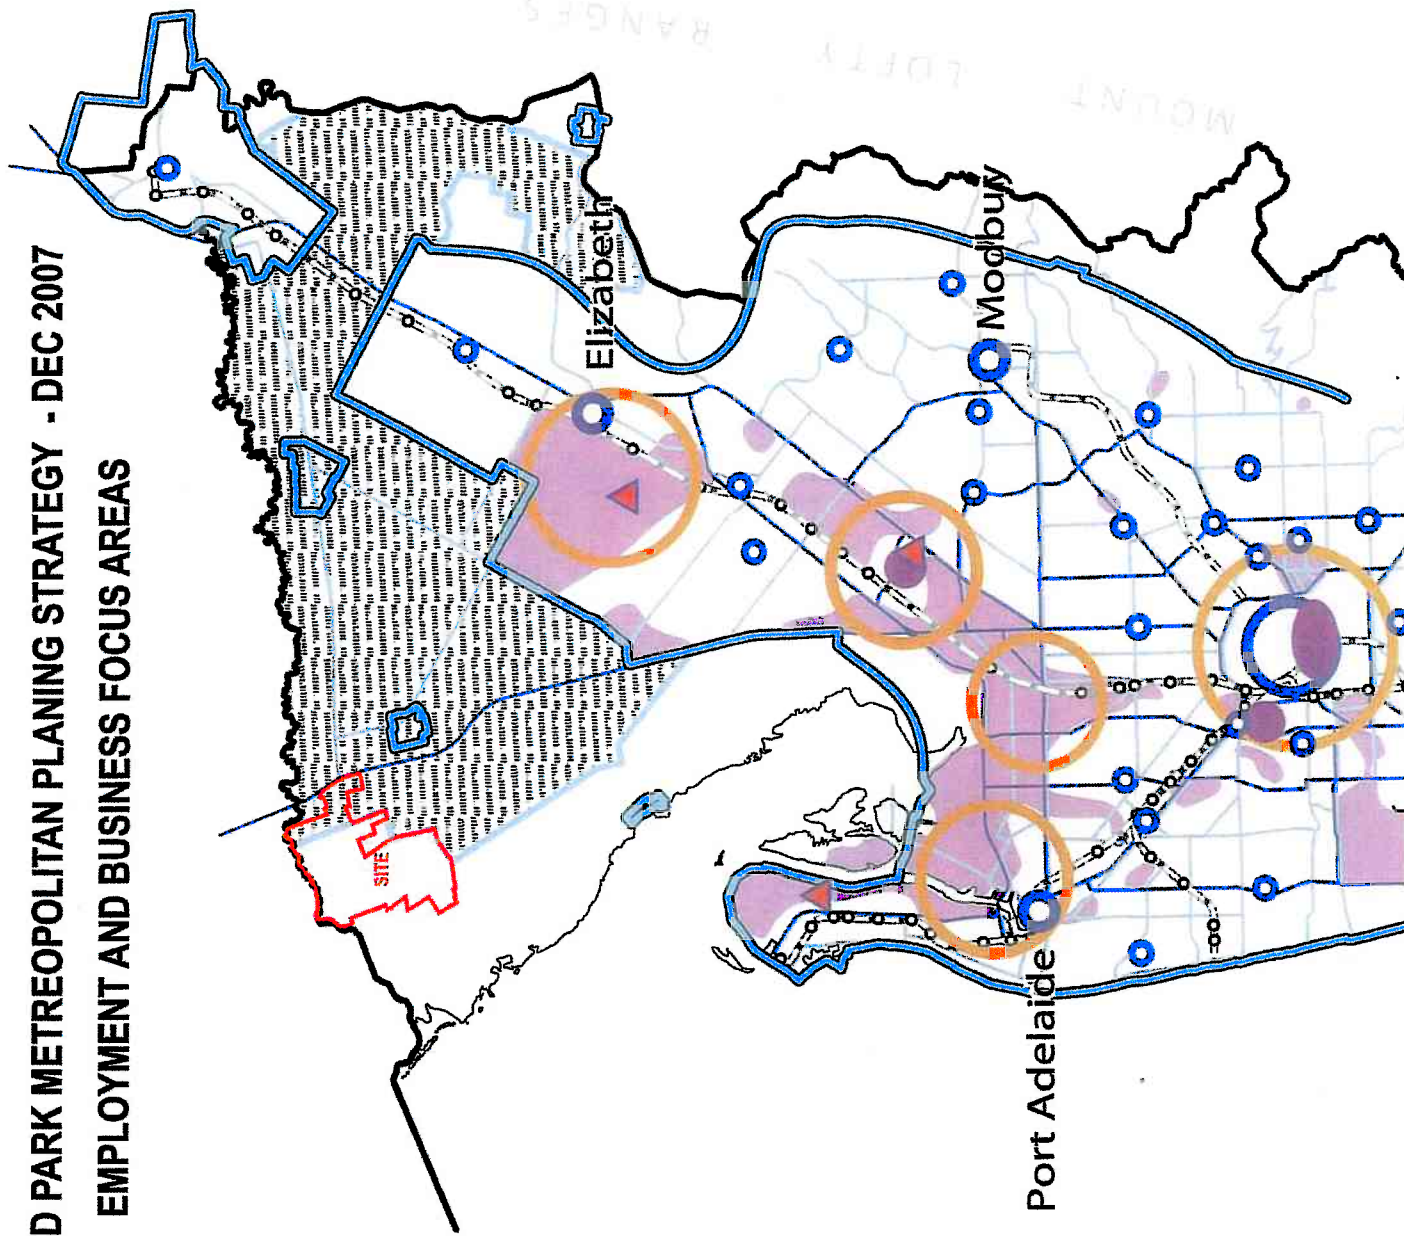 D PARK METREOPOLITAN PLANING STRATEGY - DEC 2007
EMPLOYMENT AND BUSINESS FOCUS AREAS
MOUNT LOFTY RANGES
Elizabeth
Modbury
SITE
Port Adelaide